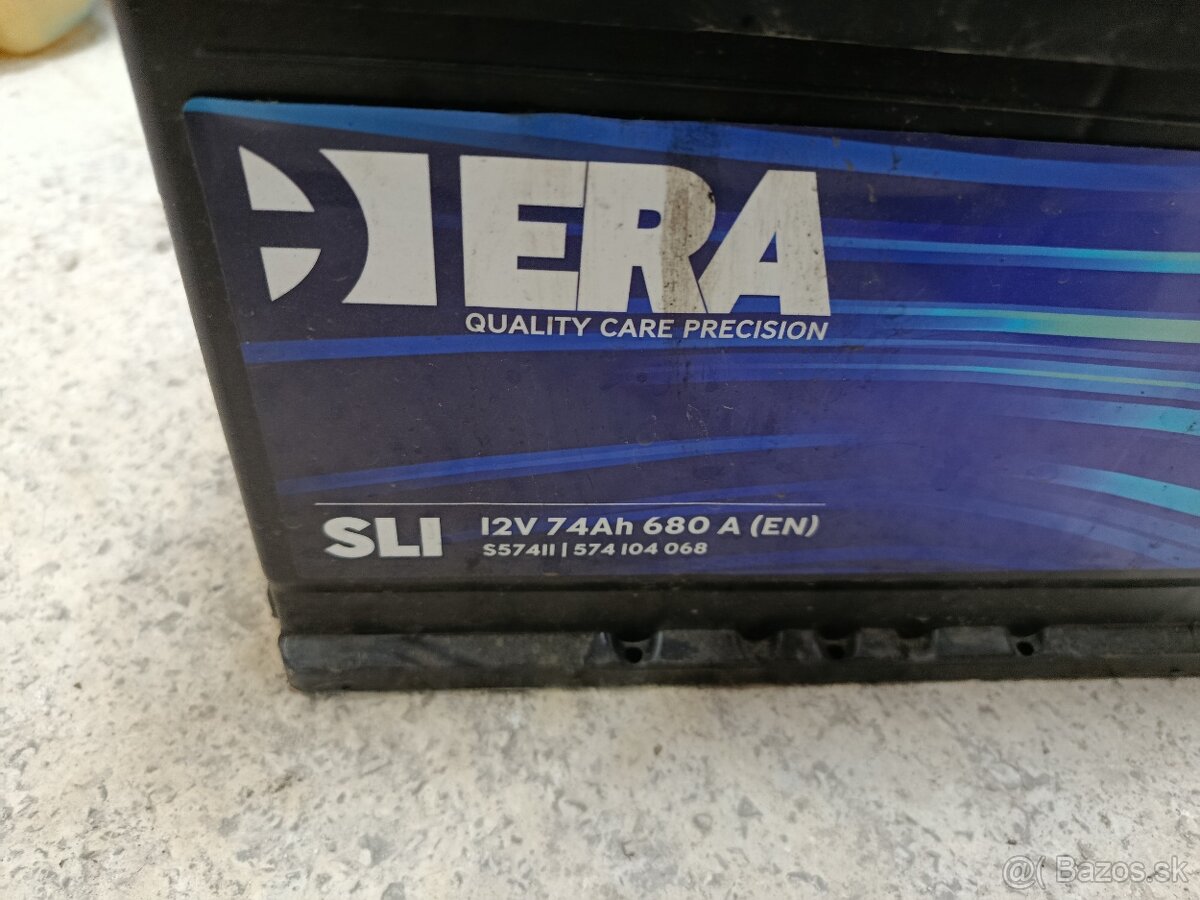 ERA
QUALITY CARE PRECISION
SLI 12V 74Ah 680 A (EN)
S57411 | 574 104 068
@( Bazos.sk